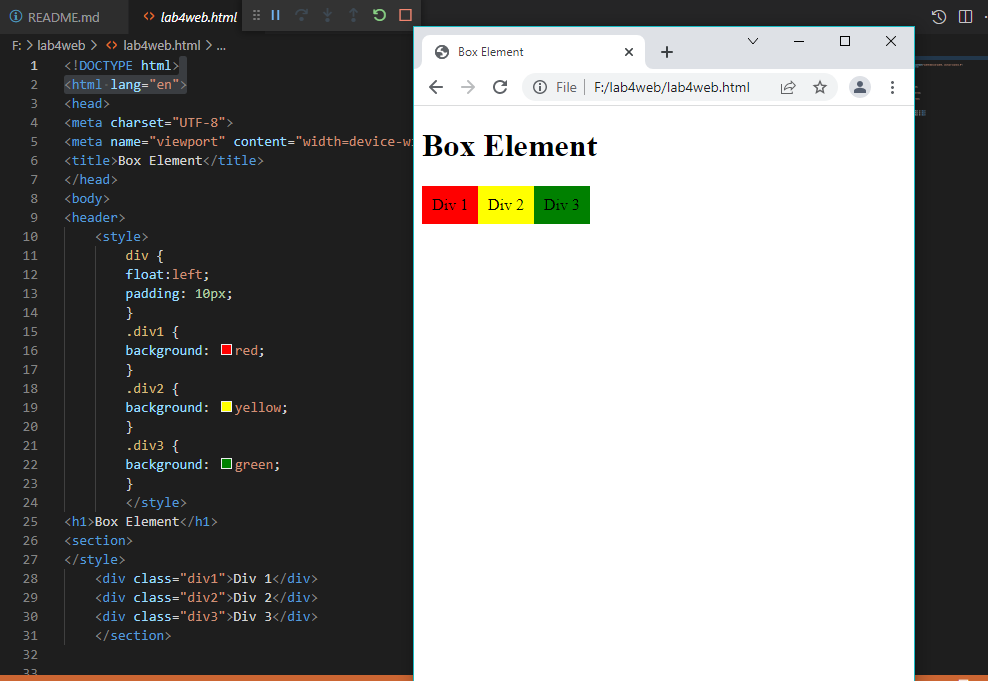 README.md
lab4web.html
F: > lab4web > lab4web.html > ...
1 <!DOCTYPE html>
2 <html lang="en">
3 <head>
4 <meta charset="UTF-8">
5 <meta name="viewport" content="width=device-wi
6 <title>Box Element</title>
7 </head>
8 <body>
9 <header>
10 <style>
11 div {
12 float:left;
13 padding: 10px;
14 }
15 .div1 {
16 background: red;
17 }
18 .div2 {
19 background: yellow;
20 }
21 .div3 {
22 background: green;
23 }
24 </style>
25 <h1>Box Element</h1>
26 <section>
27 </style>
28 <div class="div1">Div 1</div>
29 <div class="div2">Div 2</div>
30 <div class="div3">Div 3</div>
31 </section>
32
33
Box Element
File | F:/lab4web/lab4web.html
Box Element
Div 1 Div 2 Div 3